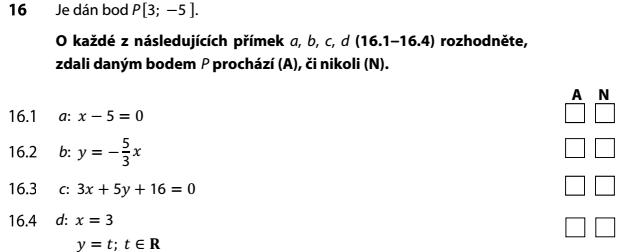 16 Je dán bod P[3; −5 ].
O každé z následujících přímek a, b, c, d (16.1–16.4) rozhodněte,
zdali daným bodem P prochází (A), či nikoli (N).
A N
16.1 a: x − 5 = 0
16.2 b: y = −5/3 x
16.3 c: 3x + 5y + 16 = 0
16.4 d: x = 3
y = t; t ∈ R